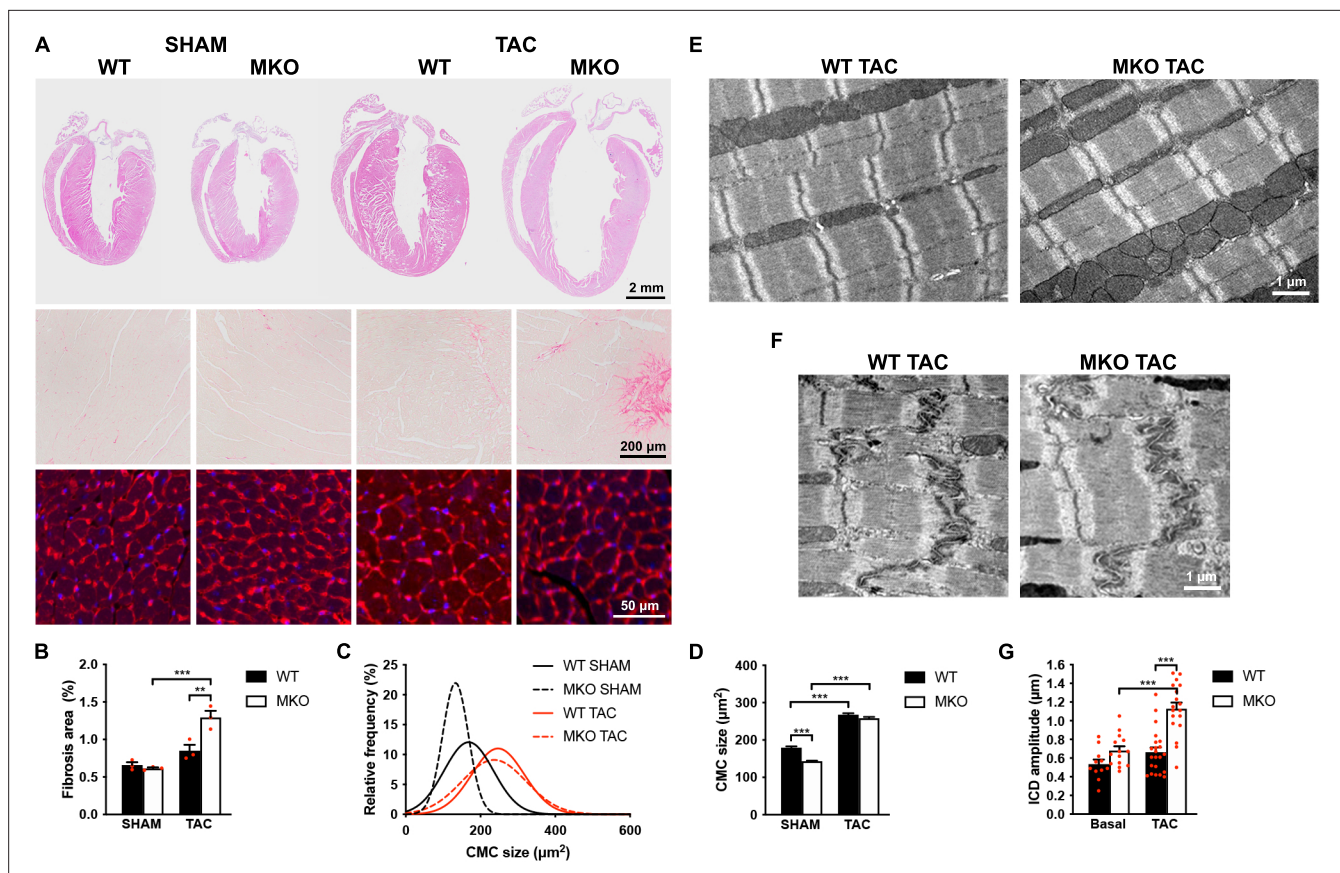 A
SHAM
TAC
WT
MKO
WT
MKO
2 mm
200 µm
50 µm
E
WT TAC
MKO TAC
1 µm
F
WT TAC
MKO TAC
1 µm
B
Fibrosis area (%)
2.0
1.5
1.0
0.5
0.0
***
**
SHAM
TAC
WT
MKO
C
Relative frequency (%)
25
20
15
10
5
0
0
200
400
600
CMC size (µm²)
WT SHAM
MKO SHAM
WT TAC
MKO TAC
D
CMC size (µm²)
400
300
200
100
0
***
***
***
SHAM
TAC
WT
MKO
G
ICD amplitude (µm)
1.6
1.4
1.2
1.0
0.8
0.6
0.4
0.2
0.0
***
***
Basal
TAC
WT
MKO